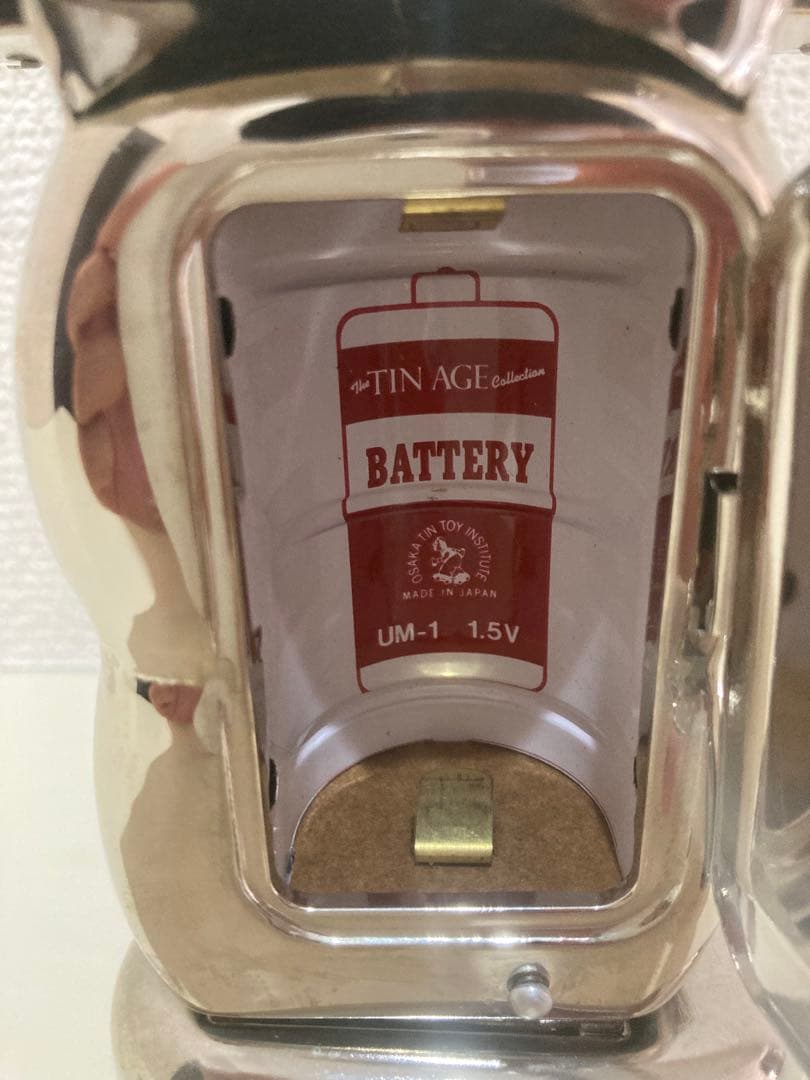 The TIN AGE Collection
BATTERY
OSAKA TIN TOY INSTITUTE
MADE IN JAPAN
UM-1 1.5V